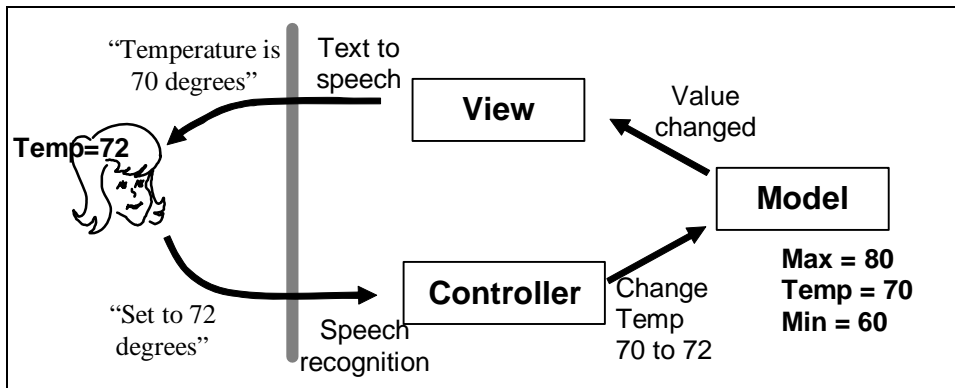 “Temperature is
70 degrees”
Text to
speech
View
Value
changed
Temp=72
Model
Max = 80
Temp = 70
Min = 60
Controller
Change
Temp
70 to 72
“Set to 72
degrees”
Speech
recognition